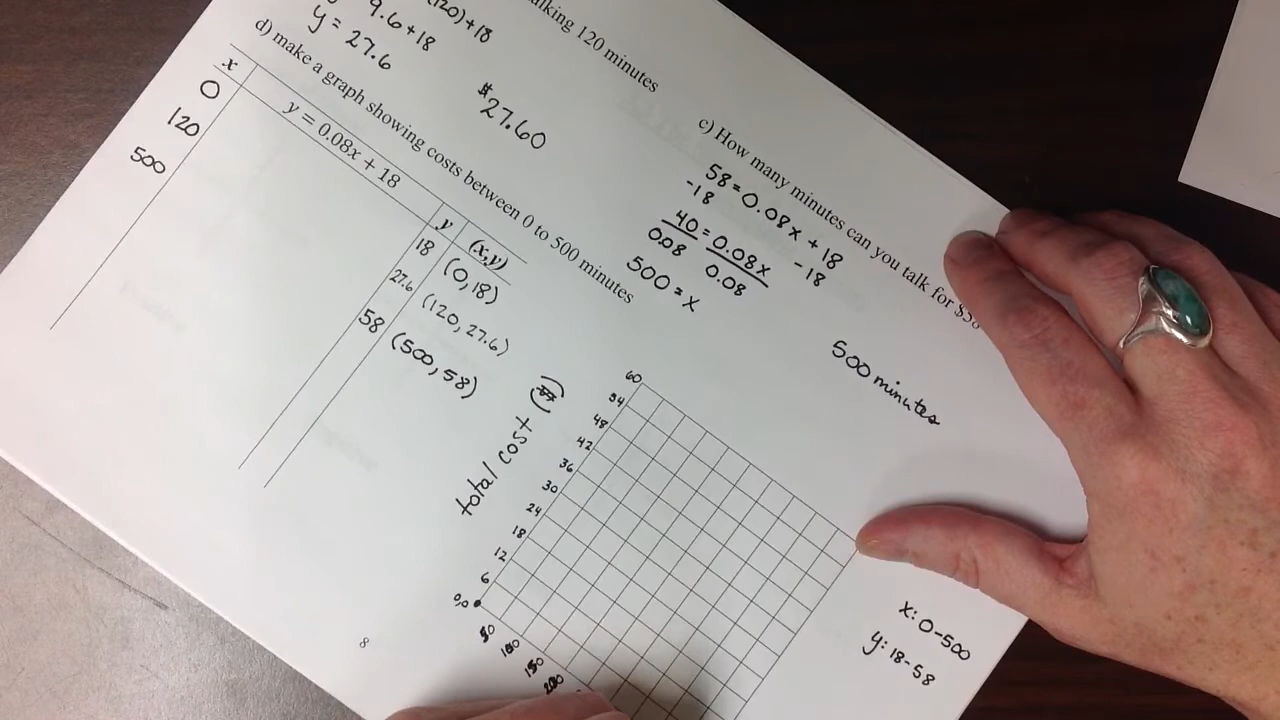 (120)+18
9.6+18
y = 27.6
$27.60
talking 120 minutes
c) How many minutes can you talk for $58
58 = 0.08x + 18
-18 -18
40 = 0.08x
0.08 0.08
500 = x
500 minutes
d) make a graph showing costs between 0 to 500 minutes
x y = 0.08x + 18 y (x,y)
0 18 (0,18)
120 27.6 (120, 27.6)
500 58 (500, 58)
total cost ($)
60
54
48
42
36
30
24
18
12
6
0,0
50 100 150 200
x: 0-500
y: 18-58
8